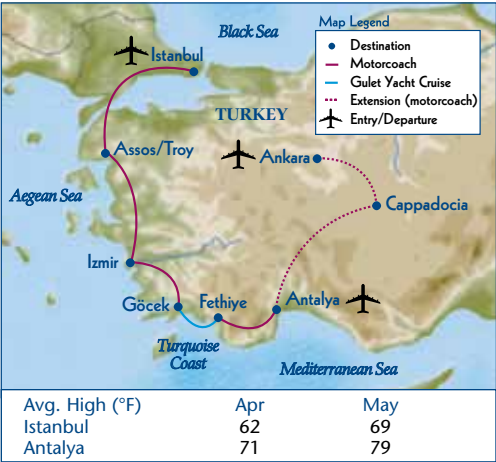 Black Sea
Map Legend
Destination
Motorcoach
Gulet Yacht Cruise
Extension (motorcoach)
Entry/Departure
Istanbul
TURKEY
Assos/Troy
Ankara
Aegean Sea
Cappadocia
Izmir
Göcek
Fethiye
Antalya
Turquoise
Coast
Mediterranean Sea
Avg. High (°F) Apr May
Istanbul 62 69
Antalya 71 79